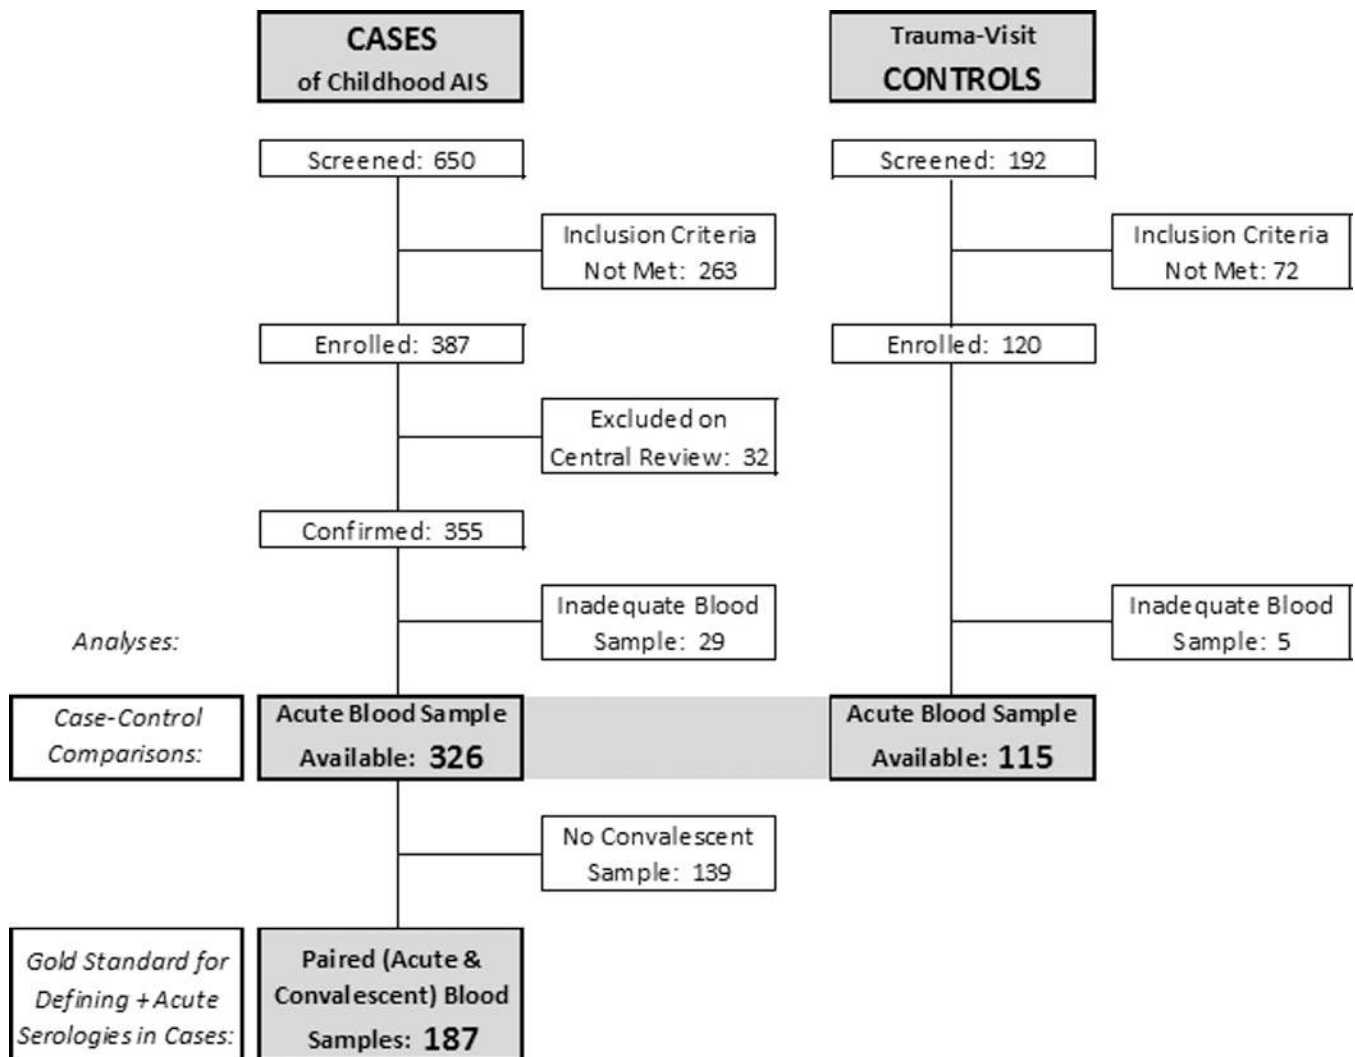 CASES
of Childhood AIS
Trauma-Visit
CONTROLS
Screened: 650
Screened: 192
Inclusion Criteria
Not Met: 263
Inclusion Criteria
Not Met: 72
Enrolled: 387
Enrolled: 120
Excluded on
Central Review: 32
Confirmed: 355
Inadequate Blood
Sample: 29
Inadequate Blood
Sample: 5
Analyses:
Case-Control
Comparisons:
Acute Blood Sample
Available: 326
Acute Blood Sample
Available: 115
No Convalescent
Sample: 139
Gold Standard for
Defining +Acute
Serologies in Cases:
Paired (Acute &
Convalescent) Blood
Samples: 187